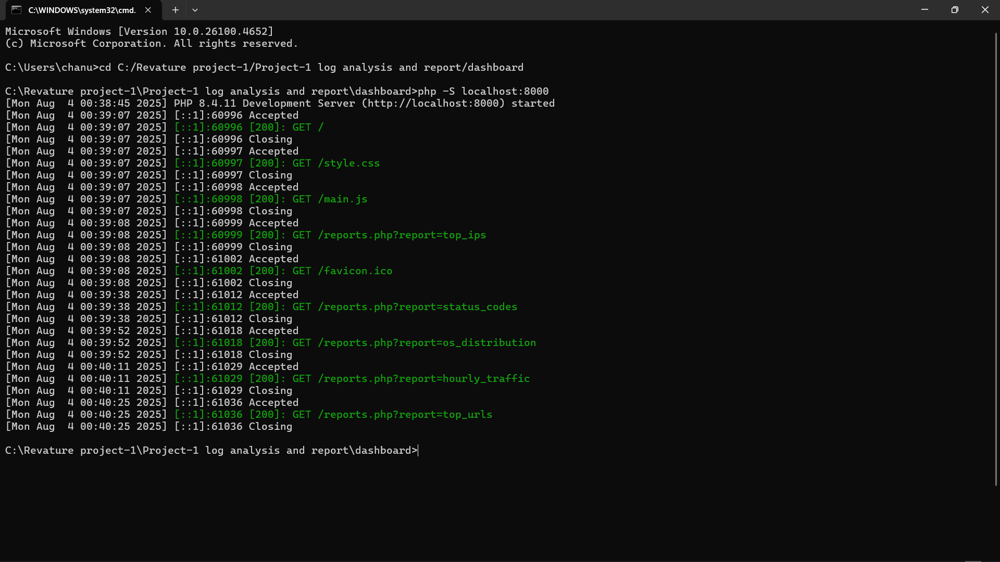 C:\WINDOWS\system32\cmd.
Microsoft Windows [Version 10.0.26100.4652]
(c) Microsoft Corporation. All rights reserved.
C:\Users\chanu>cd C:/Revature project-1/Project-1 log analysis and report/dashboard
C:\Revature project-1\Project-1 log analysis and report\dashboard>php -S localhost:8000
[Mon Aug  4 00:38:45 2025] PHP 8.4.11 Development Server (http://localhost:8000) started
[Mon Aug  4 00:39:07 2025] [::1]:60996 Accepted
[Mon Aug  4 00:39:07 2025] [::1]:60996 [200]: GET /
[Mon Aug  4 00:39:07 2025] [::1]:60996 Closing
[Mon Aug  4 00:39:07 2025] [::1]:60997 Accepted
[Mon Aug  4 00:39:07 2025] [::1]:60997 [200]: GET /style.css
[Mon Aug  4 00:39:07 2025] [::1]:60997 Closing
[Mon Aug  4 00:39:07 2025] [::1]:60998 Accepted
[Mon Aug  4 00:39:07 2025] [::1]:60998 [200]: GET /main.js
[Mon Aug  4 00:39:07 2025] [::1]:60998 Closing
[Mon Aug  4 00:39:08 2025] [::1]:60999 Accepted
[Mon Aug  4 00:39:08 2025] [::1]:60999 [200]: GET /reports.php?report=top_ips
[Mon Aug  4 00:39:08 2025] [::1]:60999 Closing
[Mon Aug  4 00:39:08 2025] [::1]:61002 Accepted
[Mon Aug  4 00:39:08 2025] [::1]:61002 [200]: GET /favicon.ico
[Mon Aug  4 00:39:08 2025] [::1]:61002 Closing
[Mon Aug  4 00:39:38 2025] [::1]:61012 Accepted
[Mon Aug  4 00:39:38 2025] [::1]:61012 [200]: GET /reports.php?report=status_codes
[Mon Aug  4 00:39:38 2025] [::1]:61012 Closing
[Mon Aug  4 00:39:52 2025] [::1]:61018 Accepted
[Mon Aug  4 00:39:52 2025] [::1]:61018 [200]: GET /reports.php?report=os_distribution
[Mon Aug  4 00:39:52 2025] [::1]:61018 Closing
[Mon Aug  4 00:40:11 2025] [::1]:61029 Accepted
[Mon Aug  4 00:40:11 2025] [::1]:61029 [200]: GET /reports.php?report=hourly_traffic
[Mon Aug  4 00:40:11 2025] [::1]:61029 Closing
[Mon Aug  4 00:40:25 2025] [::1]:61036 Accepted
[Mon Aug  4 00:40:25 2025] [::1]:61036 [200]: GET /reports.php?report=top_urls
[Mon Aug  4 00:40:25 2025] [::1]:61036 Closing
C:\Revature project-1\Project-1 log analysis and report\dashboard>